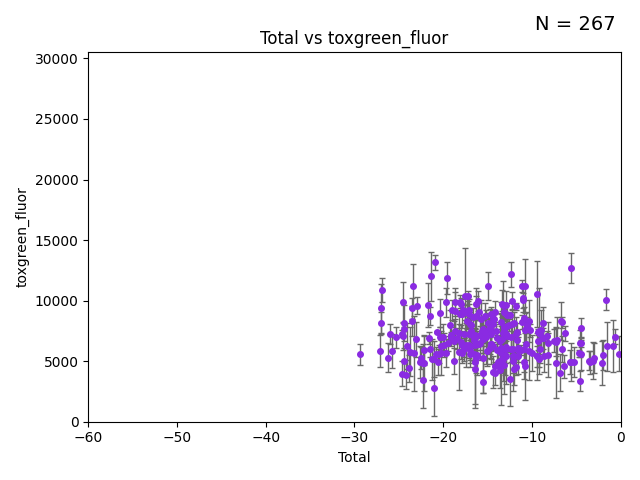 N = 267
Total vs toxgreen_fluor
30000
25000
20000
15000
10000
5000
0
toxgreen_fluor
−60 −50 −40 −30 −20 −10 0
Total